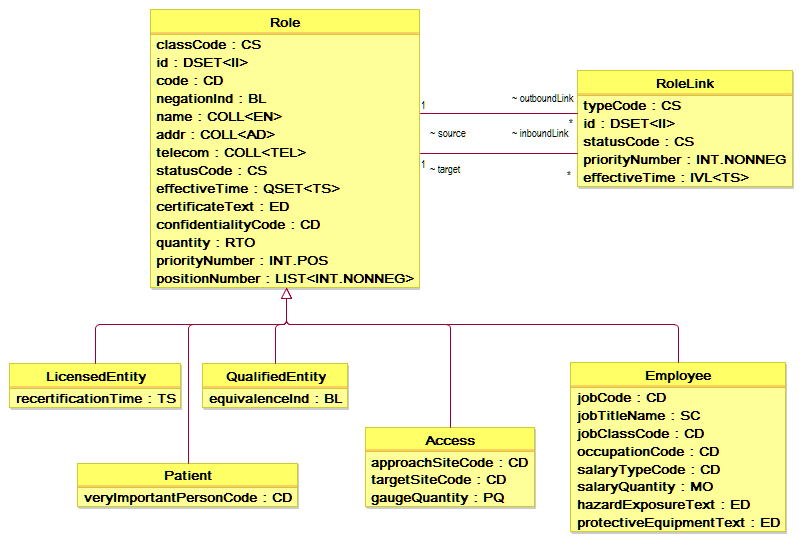 Role
classCode : CS
id : DSET<II>
code : CD
negationInd : BL
name : COLL<EN>
addr : COLL<AD>
telecom : COLL<TEL>
statusCode : CS
effectiveTime : QSET<TS>
certificateText : ED
confidentialityCode : CD
quantity : RTO
priorityNumber : INT.POS
positionNumber : LIST<INT.NONNEG>
1
~ outboundLink
*
~ source
~ inboundLink
1
~ target
*
RoleLink
typeCode : CS
id : DSET<II>
statusCode : CS
priorityNumber : INT.NONNEG
effectiveTime : IVL<TS>
LicensedEntity
recertificationTime : TS
QualifiedEntity
equivalenceInd : BL
Employee
jobCode : CD
jobTitleName : SC
jobClassCode : CD
occupationCode : CD
salaryTypeCode : CD
salaryQuantity : MO
hazardExposureText : ED
protectiveEquipmentText : ED
Patient
veryImportantPersonCode : CD
Access
approachSiteCode : CD
targetSiteCode : CD
gaugeQuantity : PQ